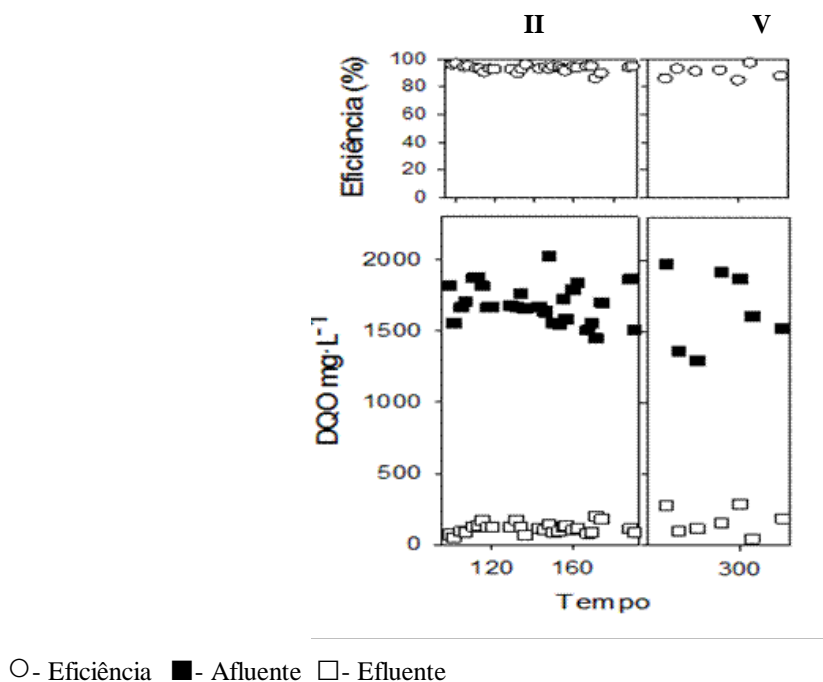 II V
Eficiência (%)
100
80
60
40
20
0
DQO mg·L⁻¹
2000
1500
1000
500
0
120 160 300
Tempo
○- Eficiência ■- Afluente □- Efluente